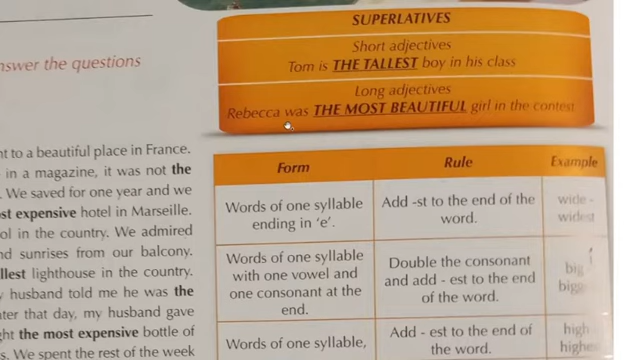 SUPERLATIVES
Short adjectives
Tom is THE TALLEST boy in his class
Long adjectives
Rebecca was THE MOST BEAUTIFUL girl in the contest
nswer the questions
nt to a beautiful place in France.
in a magazine, it was not the
. We saved for one year and we
st expensive hotel in Marseille.
ol in the country. We admired
nd sunrises from our balcony.
llest lighthouse in the country.
y husband told me he was the
ter that day, my husband gave
ght the most expensive bottle of
s. We spent the rest of the week
Form
Rule
Example
Words of one syllable
ending in 'e'.
Add -st to the end of the
word.
wide -
widest
Words of one syllable
with one vowel and
one consonant at the
end.
Double the consonant
and add - est to the end
of the word.
big
bigg
Words of one syllable,
Add - est to the end of
the word.
high
highes